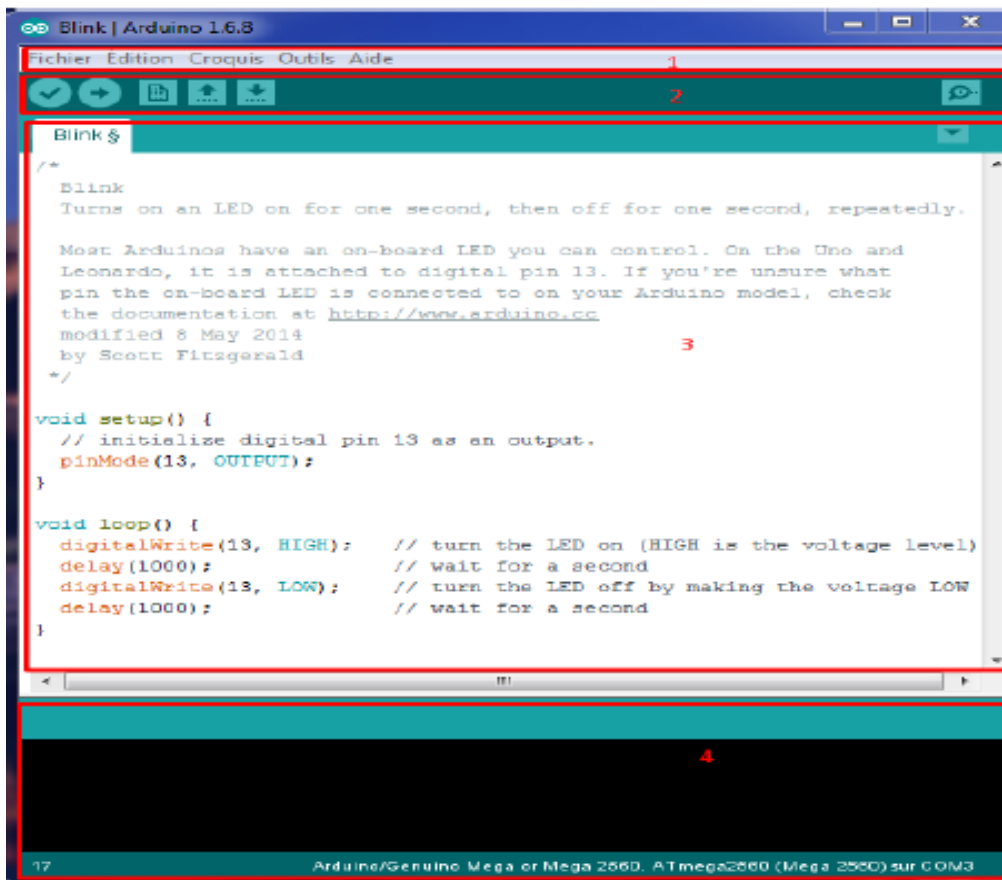 Blink | Arduino 1.6.8
Fichier Edition Croquis Outils Aide
1
2
Blink §
/*
Blink
Turns on an LED on for one second, then off for one second, repeatedly.
Most Arduinos have an on-board LED you can control. On the Uno and
Leonardo, it is attached to digital pin 13. If you're unsure what
pin the on-board LED is connected to on your Arduino model, check
the documentation at http://www.arduino.cc
modified 8 May 2014
by Scott Fitzgerald
*/
3
void setup() {
// initialize digital pin 13 as an output.
pinMode(13, OUTPUT);
}
void loop() {
digitalWrite(13, HIGH); // turn the LED on (HIGH is the voltage level)
delay(1000); // wait for a second
digitalWrite(13, LOW); // turn the LED off by making the voltage LOW
delay(1000); // wait for a second
}
4
17 Arduino/Genuino Mega or Mega 2560, ATmega2560 (Mega 2560) sur COM3